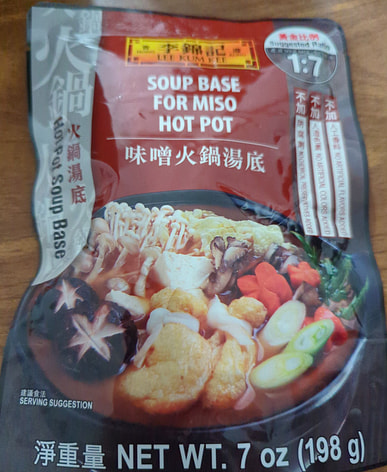 火鍋
火鍋湯底
Hot Pot Soup Base
李錦記
LEE KUM KEE
SOUP BASE
FOR MISO
HOT POT
味噌火鍋湯底
黃金比例
Suggested Ratio
1:7
不加
不加
不加
建議食法
SERVING SUGGESTION
淨重量 NET WT. 7 oz (198 g)